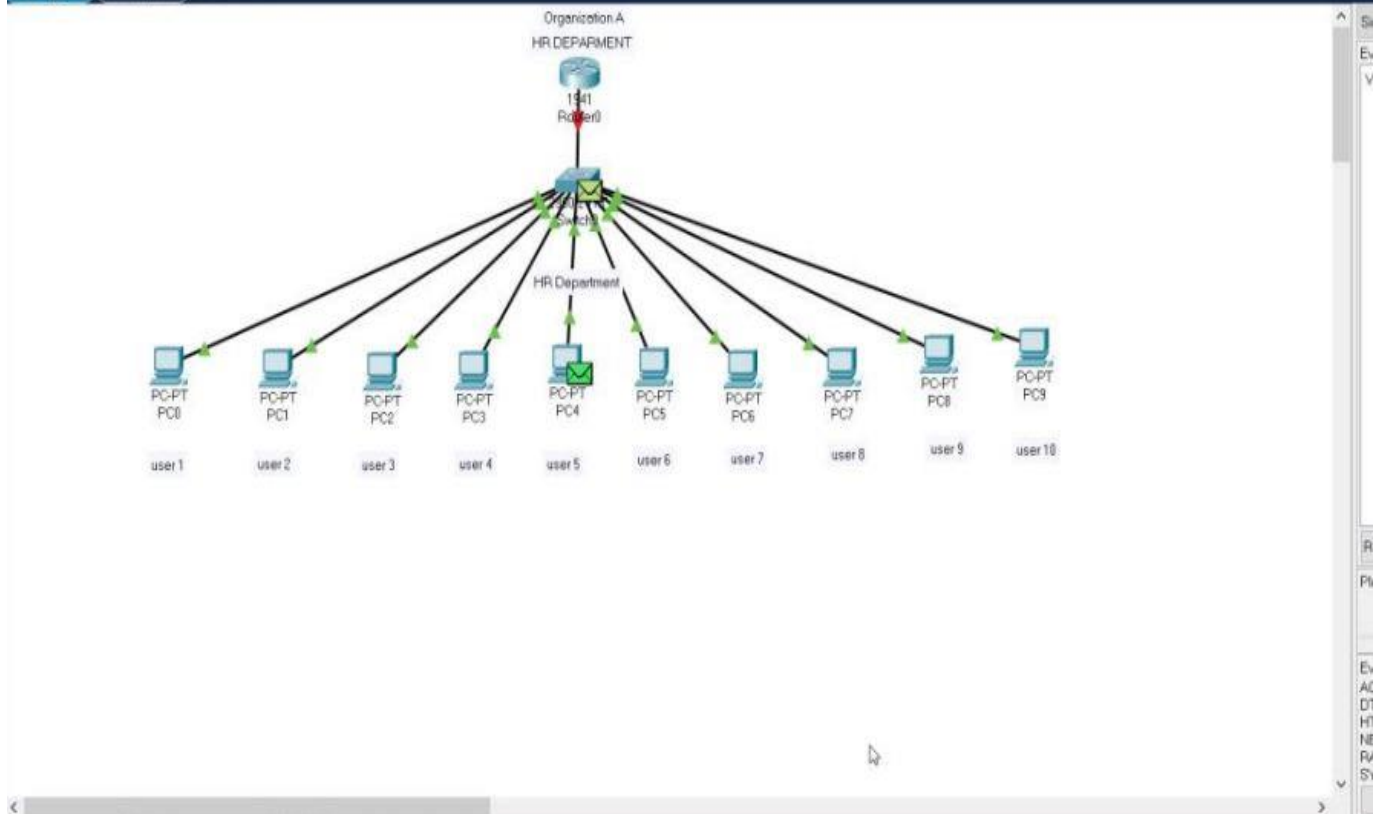 Organization A
HR DEPARMENT
1941
Router0
HR Department
PC-PT
PC0
PC-PT
PC1
PC-PT
PC2
PC-PT
PC3
PC-PT
PC4
PC-PT
PC5
PC-PT
PC6
PC-PT
PC7
PC-PT
PC8
PC-PT
PC9
user 1
user 2
user 3
user 4
user 5
user 6
user 7
user 8
user 9
user 10